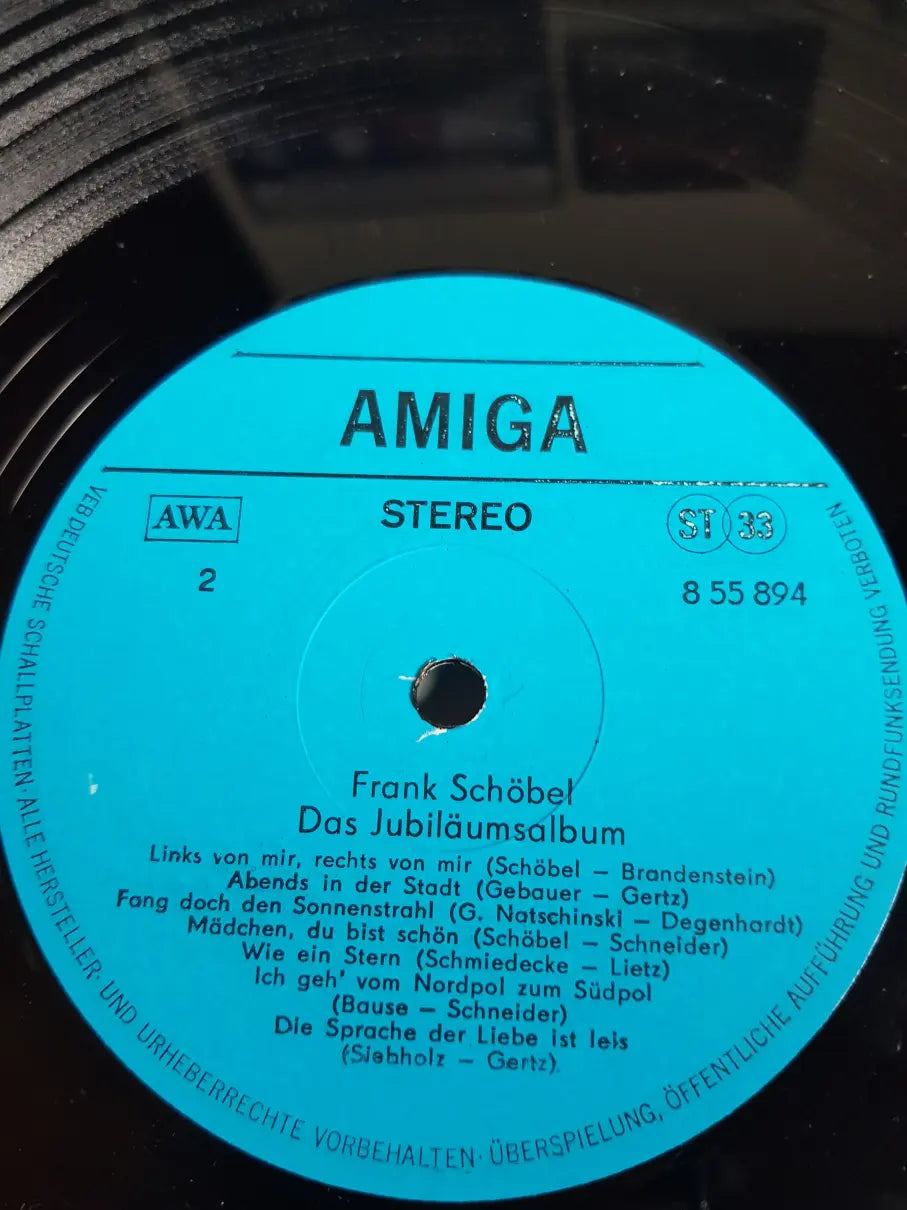 AMIGA
AWA
STEREO
ST 33
2
8 55 894
Frank Schöbel
Das Jubiläumsalbum
Links von mir, rechts von mir (Schöbel – Brandenstein)
Abends in der Stadt (Gebauer – Gertz)
Fang doch den Sonnenstrahl (G. Natschinski – Degenhardt)
Mädchen, du bist schön (Schöbel – Schneider)
Wie ein Stern (Schmiedecke – Lietz)
Ich geh' vom Nordpol zum Südpol
(Bause – Schneider)
Die Sprache der Liebe ist leis
(Siebholz – Gertz)
VEB DEUTSCHE SCHALLPLATTEN · ALLE HERSTELLER- UND URHEBERRECHTE VORBEHALTEN · ÜBERSPIELUNG, ÖFFENTLICHE AUFFÜHRUNG UND RUNDFUNKSENDUNG VERBOTEN